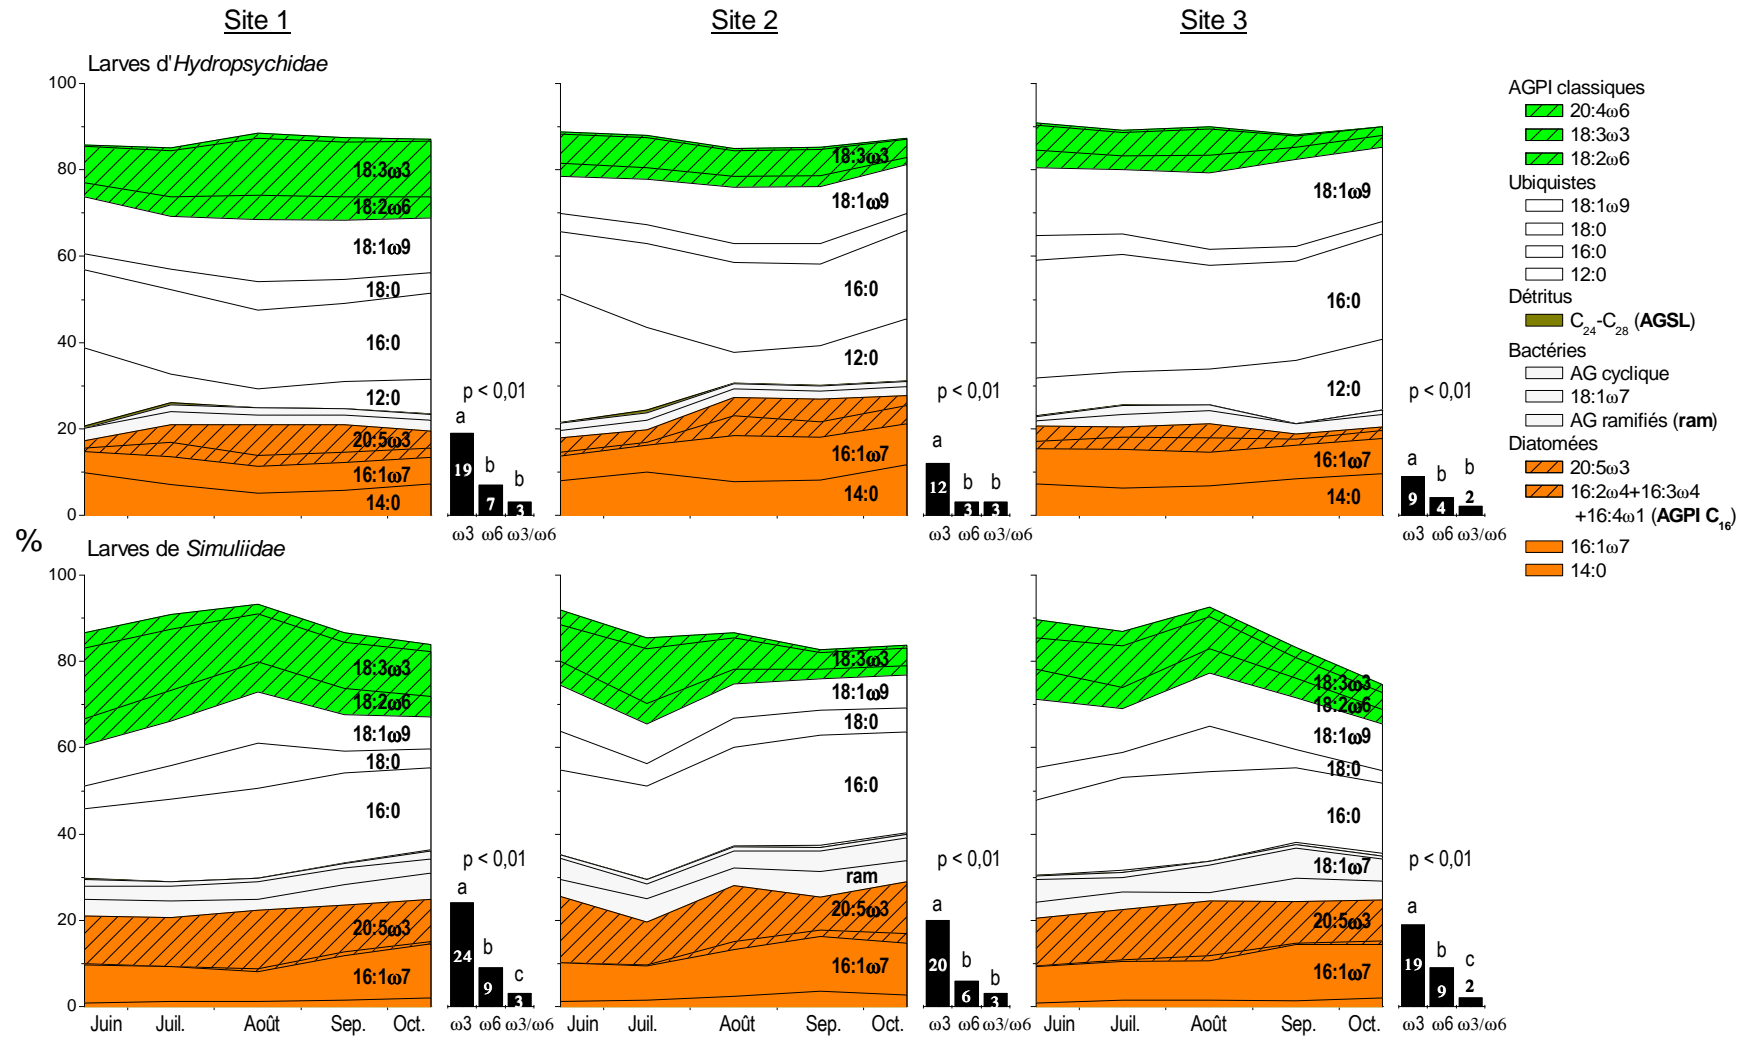 Site 1
Site 2
Site 3
Larves d'Hydropsychidae
100
80
60
40
20
0
18:3ω3
18:2ω6
18:1ω9
18:0
16:0
12:0
20:5ω3
16:1ω7
14:0
p < 0,01
a
19
b
7
b
3
ω3 ω6 ω3/ω6
18:3ω3
18:1ω9
16:0
12:0
16:1ω7
14:0
p < 0,01
a
12
b
3
b
3
ω3 ω6 ω3/ω6
18:1ω9
16:0
12:0
16:1ω7
14:0
p < 0,01
a
9
b
4
b
2
ω3 ω6 ω3/ω6
AGPI classiques
20:4ω6
18:3ω3
18:2ω6
Ubiquistes
18:1ω9
18:0
16:0
12:0
Détritus
C24-C28 (AGSL)
Bactéries
AG cyclique
18:1ω7
AG ramifiés (ram)
Diatomées
20:5ω3
16:2ω4+16:3ω4
+16:4ω1 (AGPI C16)
16:1ω7
14:0
%
Larves de Simuliidae
100
80
60
40
20
0
18:3ω3
18:2ω6
18:1ω9
18:0
16:0
20:5ω3
16:1ω7
Juin Juil. Août Sep. Oct.
p < 0,01
a
24
b
9
c
3
ω3 ω6 ω3/ω6
18:3ω3
18:1ω9
18:0
16:0
ram
20:5ω3
16:1ω7
Juin Juil. Août Sep. Oct.
p < 0,01
a
20
b
6
b
3
ω3 ω6 ω3/ω6
18:3ω3
18:2ω6
18:1ω9
18:0
16:0
18:1ω7
20:5ω3
16:1ω7
Juin Juil. Août Sep. Oct.
p < 0,01
a
19
b
9
c
2
ω3 ω6 ω3/ω6